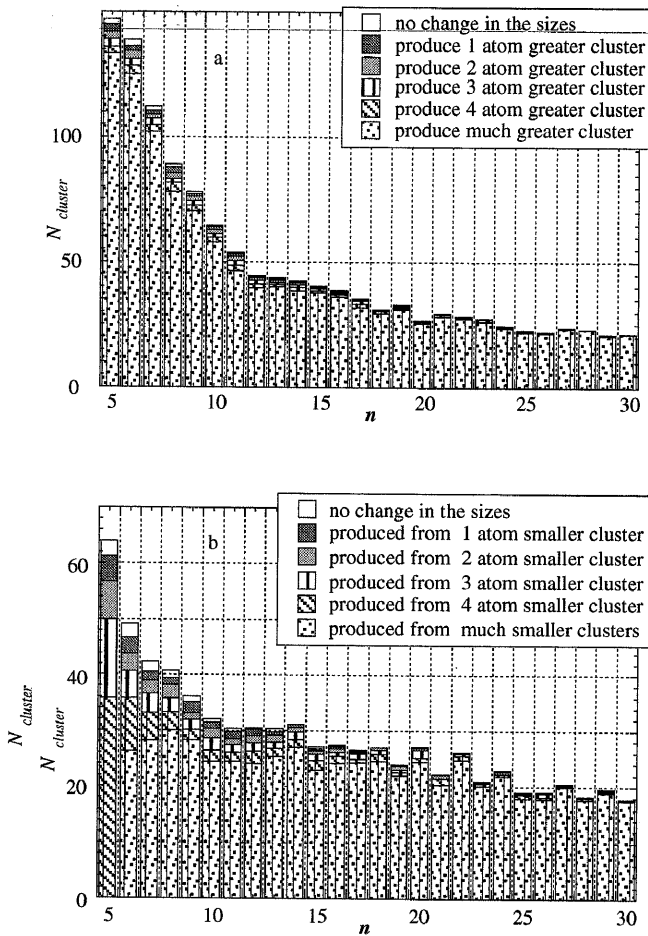 a
no change in the sizes
produce 1 atom greater cluster
produce 2 atom greater cluster
produce 3 atom greater cluster
produce 4 atom greater cluster
produce much greater cluster
100
50
0
N cluster
5 10 15 20 25 30
n
b
no change in the sizes
produced from 1 atom smaller cluster
produced from 2 atom smaller cluster
produced from 3 atom smaller cluster
produced from 4 atom smaller cluster
produced from much smaller clusters
60
40
20
0
N cluster
N cluster
5 10 15 20 25 30
n